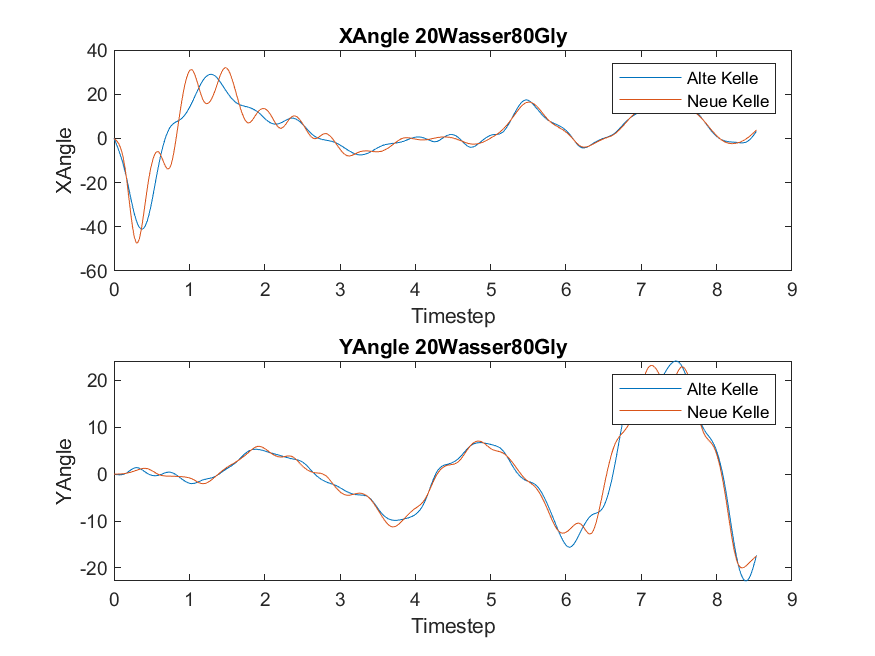 XAngle 20Wasser80Gly
40
20
0
-20
-40
-60
XAngle
Alte Kelle
Neue Kelle
0 1 2 3 4 5 6 7 8 9
Timestep
YAngle 20Wasser80Gly
20
10
0
-10
-20
YAngle
Alte Kelle
Neue Kelle
0 1 2 3 4 5 6 7 8 9
Timestep